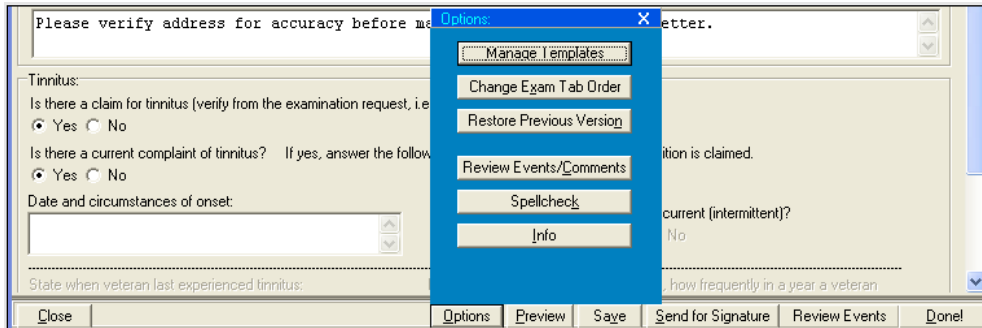 Please verify address for accuracy before ma
etter.
Options:
X
Manage Templates
Change Exam Tab Order
Restore Previous Version
Review Events/Comments
Spellcheck
Info
Tinnitus:
Is there a claim for tinnitus (verify from the examination request, i.e
Yes No
Is there a current complaint of tinnitus? If yes, answer the follow
ition is claimed.
Yes No
Date and circumstances of onset:
current (intermittent)?
No
State when veteran last experienced tinnitus:
, how frequently in a year a veteran
Close Options Preview Save Send for Signature Review Events Done!